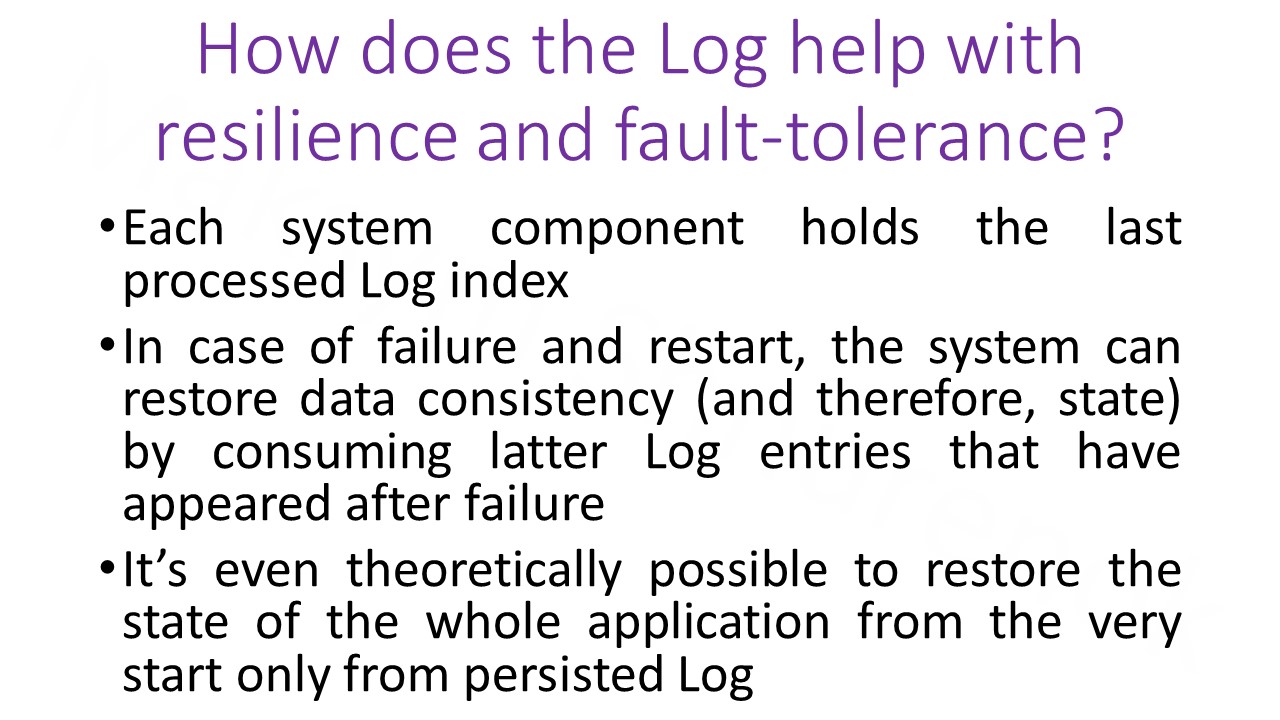 How does the Log help with
resilience and fault-tolerance?
•Each system component holds the last
processed Log index
•In case of failure and restart, the system can
restore data consistency (and therefore, state)
by consuming latter Log entries that have
appeared after failure
•It’s even theoretically possible to restore the
state of the whole application from the very
start only from persisted Log